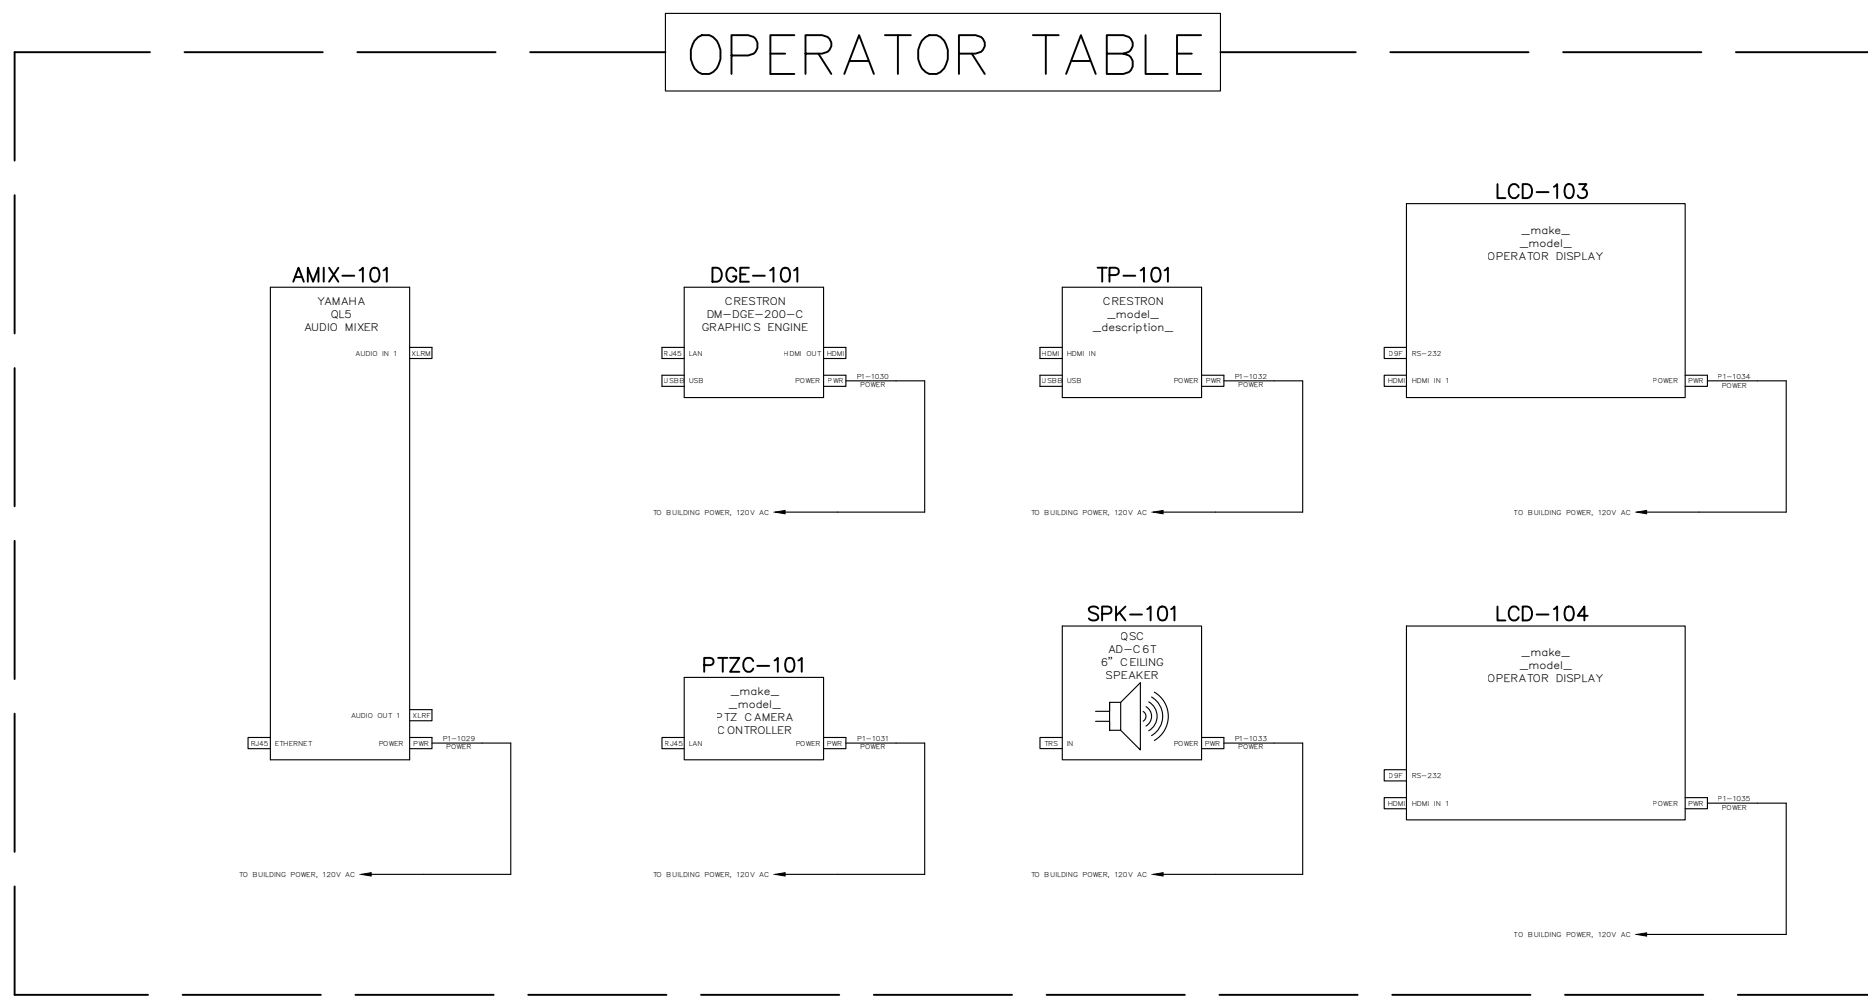 OPERATOR TABLE
AMIX-101
YAMAHA
QL5
AUDIO MIXER
AUDIO IN 1 XLRM
AUDIO OUT 1 XLRF
RJ45 ETHERNET POWER PWR P1-1029
POWER
TO BUILDING POWER, 120V AC
DGE-101
CRESTRON
DM-DGE-200-C
GRAPHICS ENGINE
RJ45 LAN HDMI OUT HDMI
USBB USB POWER PWR P1-1030
POWER
TO BUILDING POWER, 120V AC
PTZC-101
_make_
_model_
PTZ CAMERA
CONTROLLER
RJ45 LAN POWER PWR P1-1031
POWER
TO BUILDING POWER, 120V AC
TP-101
CRESTRON
_model_
_description_
HDMI HDMI IN
USBB USB POWER PWR P1-1032
POWER
TO BUILDING POWER, 120V AC
SPK-101
QSC
AD-C6T
6" CEILING
SPEAKER
TRS IN POWER PWR P1-1033
POWER
TO BUILDING POWER, 120V AC
LCD-103
_make_
_model_
OPERATOR DISPLAY
D9F RS-232
HDMI HDMI IN 1 POWER PWR P1-1034
POWER
TO BUILDING POWER, 120V AC
LCD-104
_make_
_model_
OPERATOR DISPLAY
D9F RS-232
HDMI HDMI IN 1 POWER PWR P1-1035
POWER
TO BUILDING POWER, 120V AC